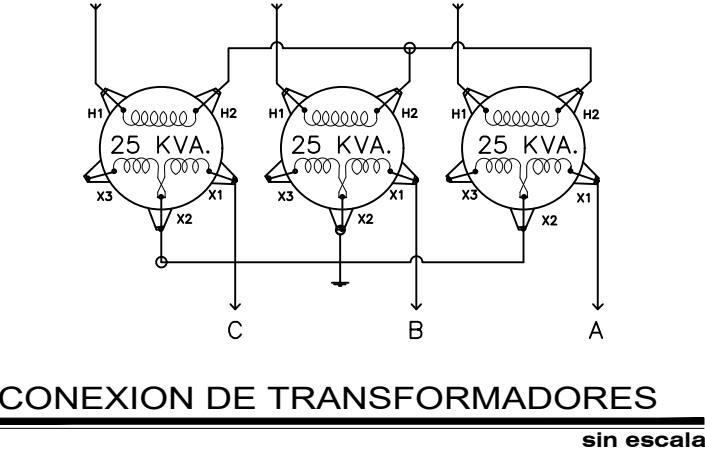 H1 H2 H1 H2 H1 H2
25 KVA. 25 KVA. 25 KVA.
X3 X1 X3 X1 X3 X1
X2 X2 X2
C B A
CONEXION DE TRANSFORMADORES
sin escala